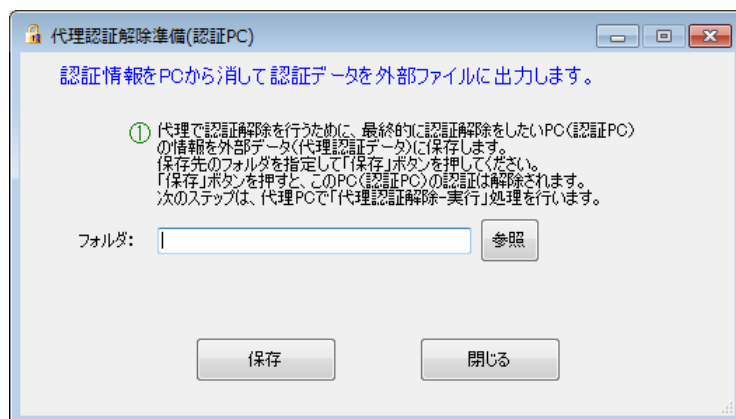 代理認証解除準備(認証PC)
認証情報をPCから消して認証データを外部ファイルに出力します。
① 代理で認証解除を行うために、最終的に認証解除をしたいPC(認証PC)
の情報を外部データ(代理認証データ)に保存します。
保存先のフォルダを指定して「保存」ボタンを押してください。
「保存」ボタンを押すと、このPC(認証PC)の認証は解除されます。
次のステップは、代理PCで「代理認証解除-実行」処理を行います。
フォルダ:
参照
保存
閉じる